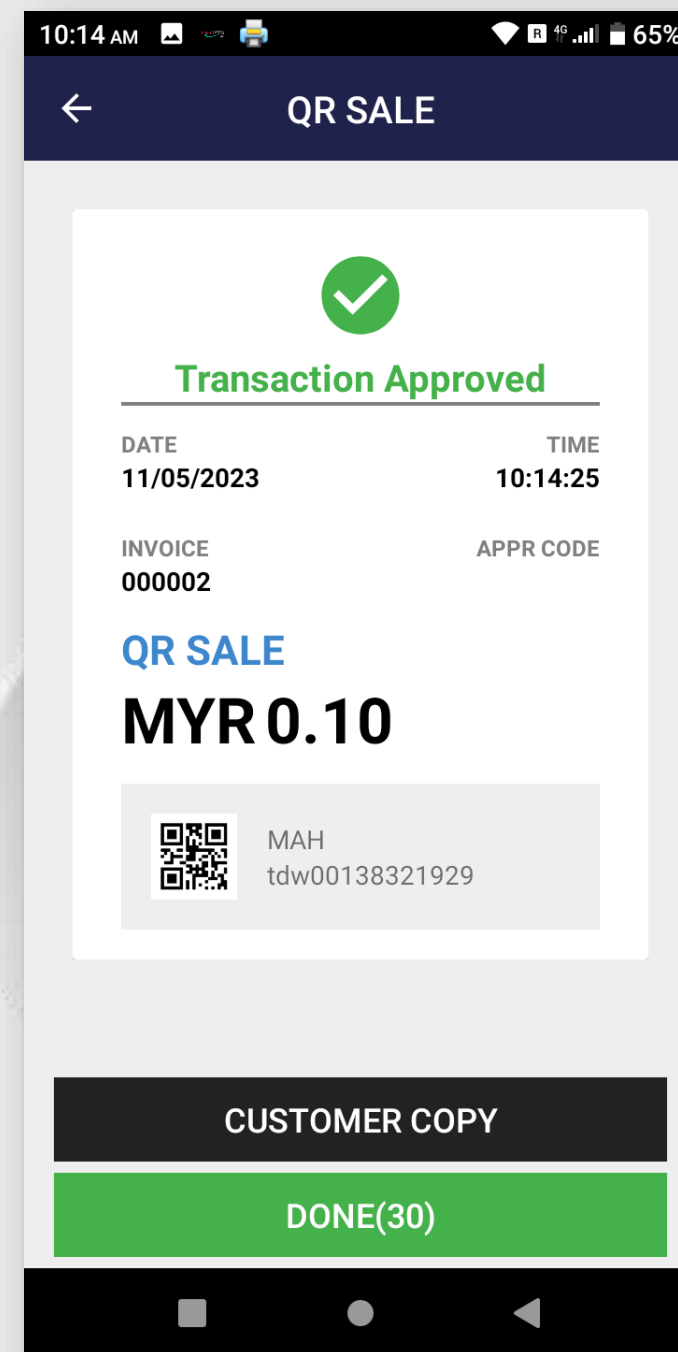 10:14 AM R 4G 65%
QR SALE
Transaction Approved
DATE TIME
11/05/2023 10:14:25
INVOICE APPR CODE
000002
QR SALE
MYR 0.10
MAH
tdw00138321929
CUSTOMER COPY
DONE(30)